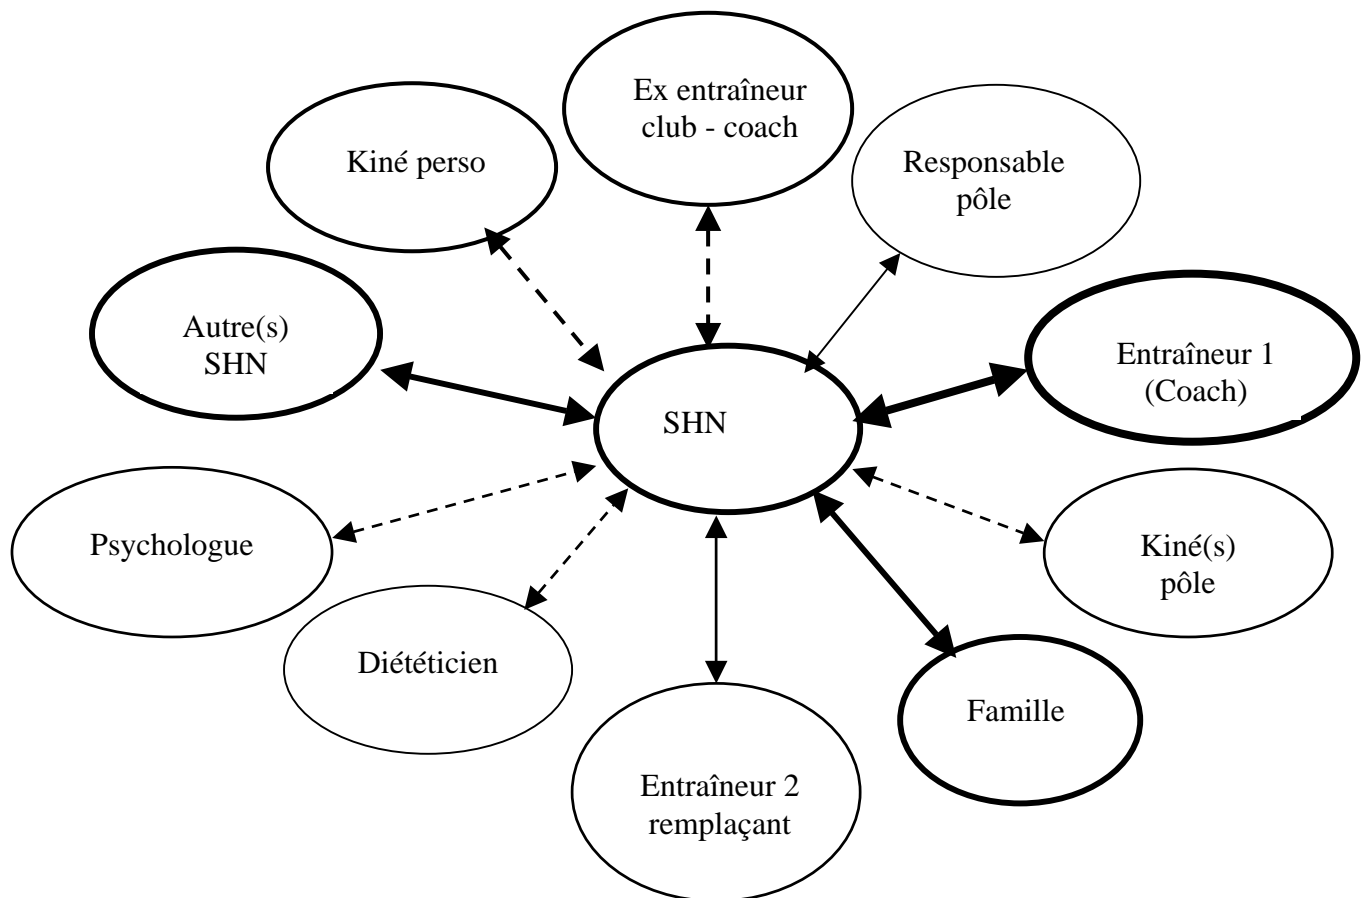 Ex entraîneur
club - coach
Kiné perso
Responsable
pôle
Autre(s)
SHN
Entraîneur 1
(Coach)
SHN
Psychologue
Kiné(s)
pôle
Diététicien
Famille
Entraîneur 2
remplaçant